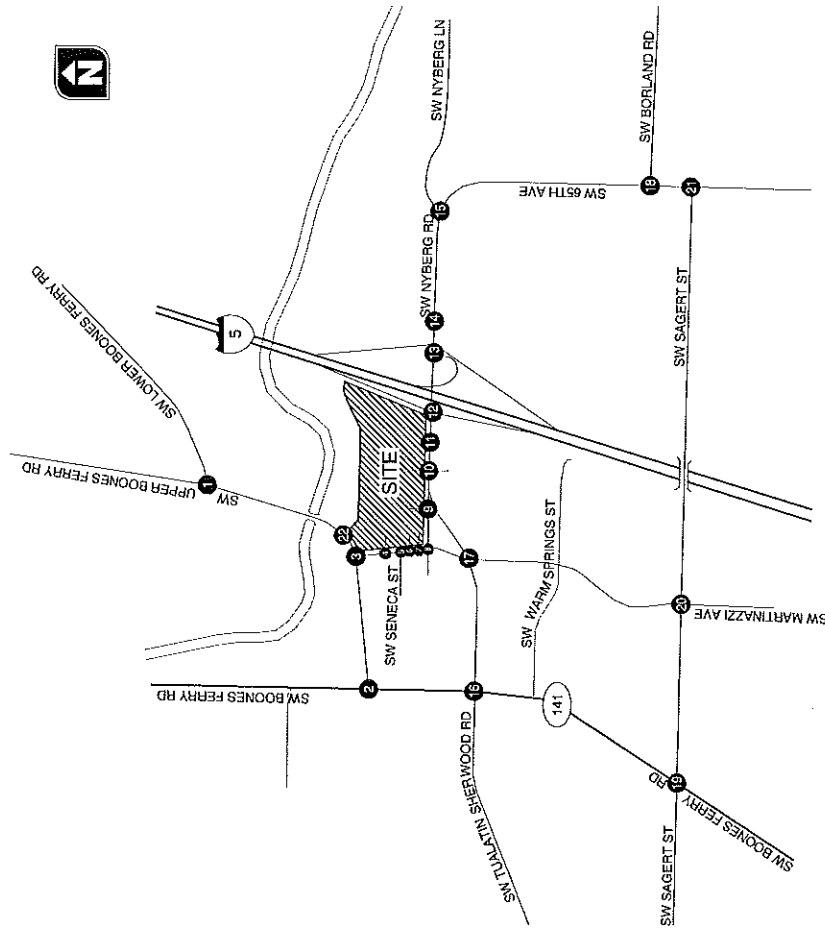 N
SW LOWER BOONES FERRY RD
SW
UPPER BOONES FERRY RD
5
SW NYBERG LN
1
22
3
SITE
SW BOONES FERRY RD
2
SW SENECA ST
9
10
11
12
13
14
SW NYBERG RD
15
SW 65TH AVE
SW BORLAND RD
18
21
17
16
SW TUALATIN SHERWOOD RD
SW WARM SPRINGS ST
141
SW SAGERT ST
20
SW MARTINAZZI AVE
19
SW BOONES FERRY
RD
SW SAGERT ST